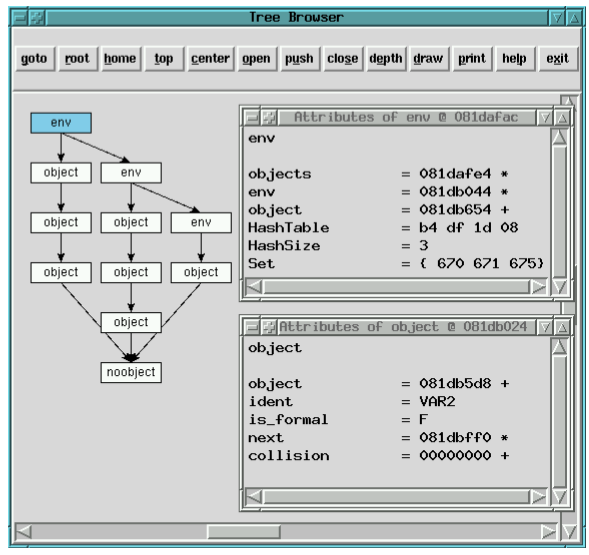 Tree Browser
goto root home top center open push close depth draw print help exit
env
object env
object object env
object object object
object
noobject
Attributes of env @ 081dafac
env
objects = 081dafe4 *
env = 081db044 *
object = 081db654 +
HashTable = b4 df 1d 08
HashSize = 3
Set = { 670 671 675}
Attributes of object @ 081db024
object
object = 081db5d8 +
ident = VAR2
is_formal = F
next = 081dbff0 *
collision = 00000000 +